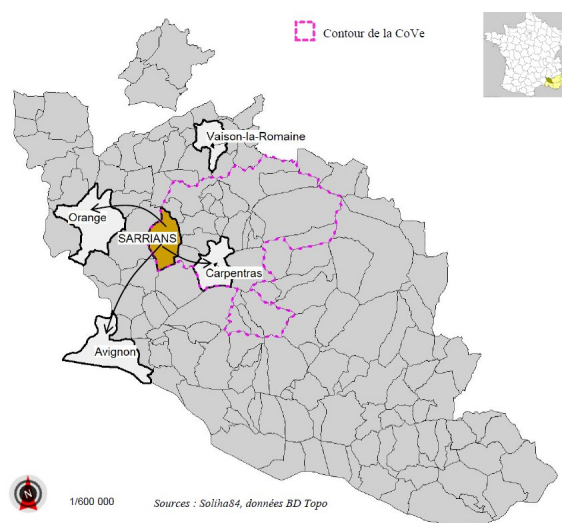 Contour de la CoVe
Vaison-la-Romaine
Orange
SARRIANS
Carpentras
Avignon
N
1/600 000
Sources : Soliha84, données BD Topo